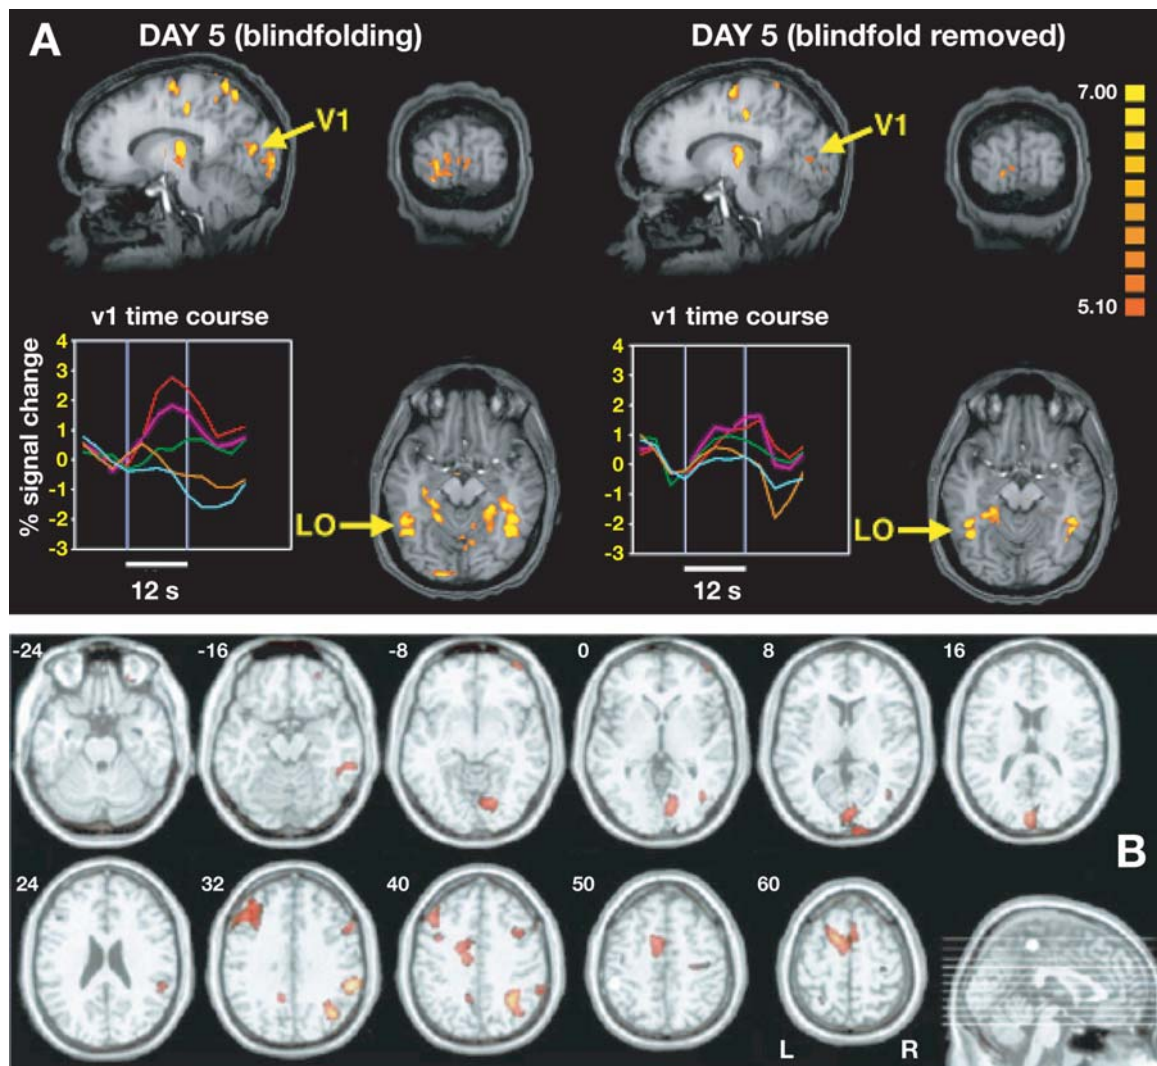 A
DAY 5 (blindfolding)
DAY 5 (blindfold removed)
V1
V1
7.00
5.10
v1 time course
v1 time course
% signal change
4
3
2
1
0
-1
-2
-3
4
3
2
1
0
-1
-2
-3
LO
LO
12 s
12 s
-24
-16
-8
0
8
16
B
24
32
40
50
60
L
R